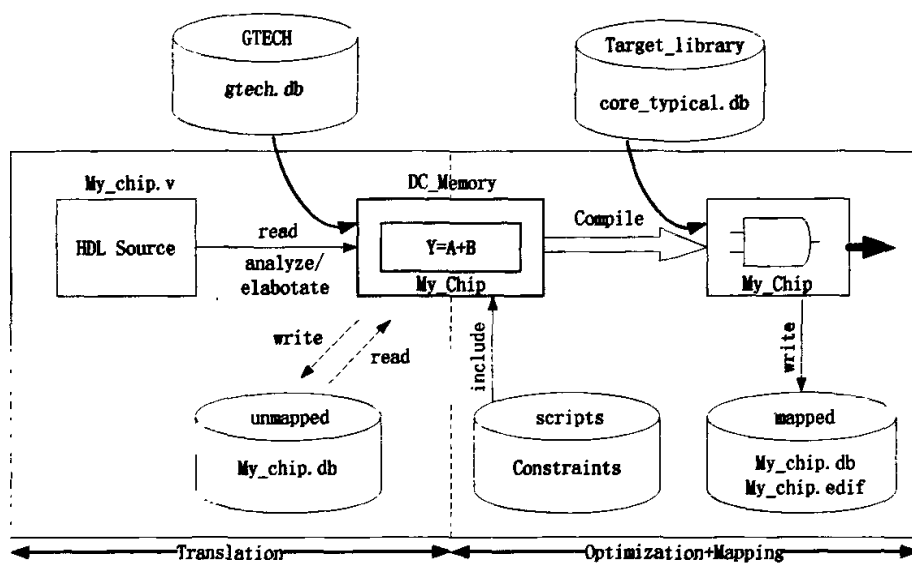 GTECH
gtech.db
Target_library
core_typical.db
My_chip.v
HDL Source
read
analyze/
elabotate
DC_Memory
Y=A+B
My_Chip
Compile
My_Chip
write
read
include
write
unmapped
My_chip.db
scripts
Constraints
mapped
My_chip.db
My_chip.edif
Translation
Optimization+Mapping